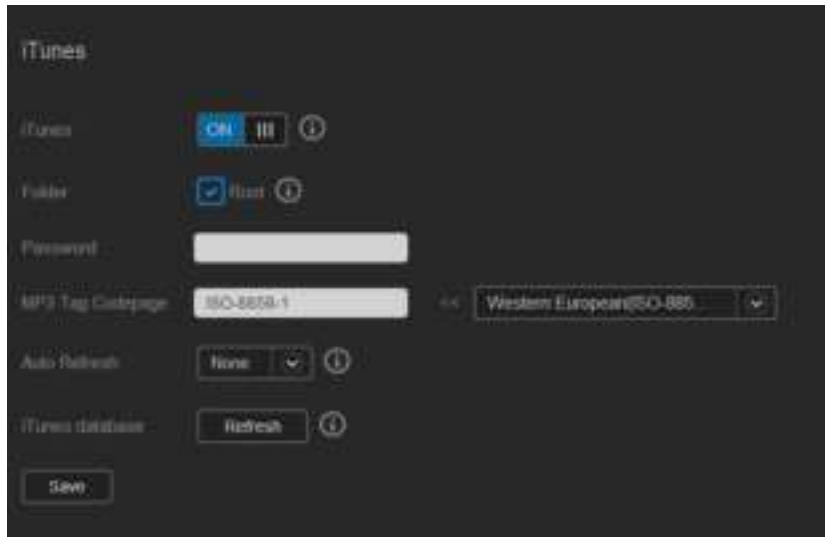 iTunes
iTunes ON
Folder Root
Password
MP3 Tag Codepage ISO-8859-1 << Western European(ISO-885
Auto Refresh None
iTunes database Refresh
Save